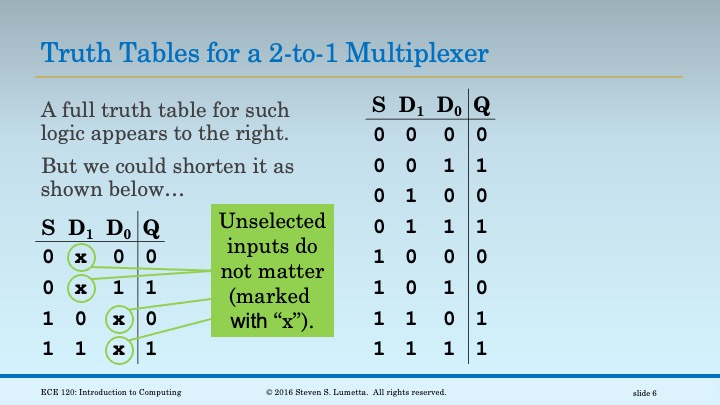 Truth Tables for a 2-to-1 Multiplexer
A full truth table for such
logic appears to the right.
But we could shorten it as
shown below…
S D₁ D₀ Q
0 x 0 0
0 x 1 1
1 0 x 0
1 1 x 1
Unselected
inputs do
not matter
(marked
with “x”).
S D₁ D₀ Q
0 0 0 0
0 0 1 1
0 1 0 0
0 1 1 1
1 0 0 0
1 0 1 0
1 1 0 1
1 1 1 1
ECE 120: Introduction to Computing
© 2016 Steven S. Lumetta. All rights reserved.
slide 6